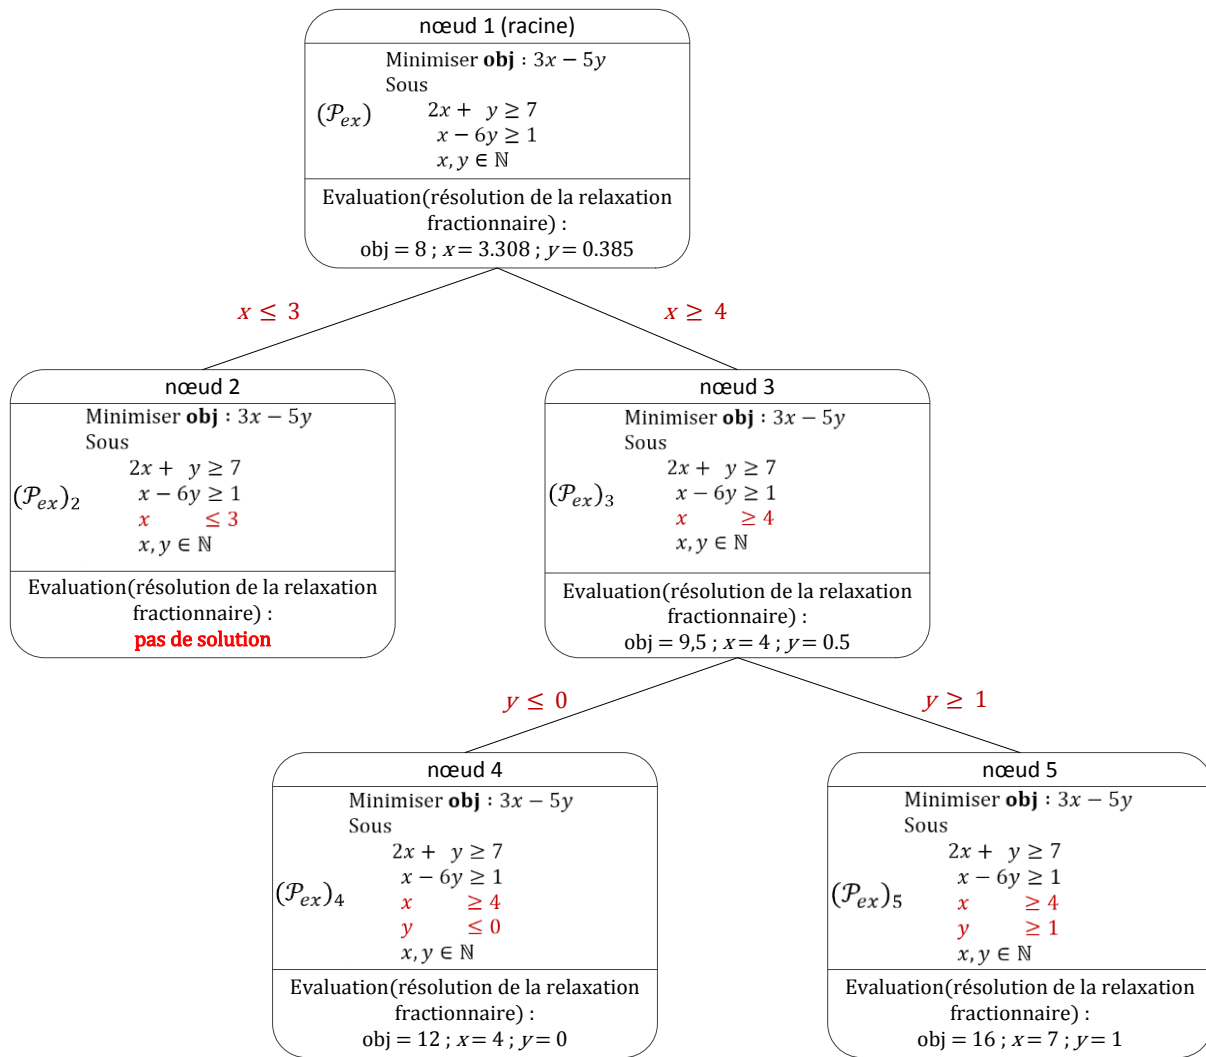 nœud 1 (racine)
Minimiser obj : 3x − 5y
Sous
2x + y ≥ 7
(𝒫ₑₓ)
x − 6y ≥ 1
x, y ∈ ℕ
Evaluation(résolution de la relaxation
fractionnaire) :
obj = 8 ; x = 3.308 ; y = 0.385
x ≤ 3
x ≥ 4
nœud 2
Minimiser obj : 3x − 5y
Sous
2x + y ≥ 7
x − 6y ≥ 1
(𝒫ₑₓ)₂
x ≤ 3
x, y ∈ ℕ
Evaluation(résolution de la relaxation
fractionnaire) :
pas de solution
nœud 3
Minimiser obj : 3x − 5y
Sous
2x + y ≥ 7
x − 6y ≥ 1
(𝒫ₑₓ)₃
x ≥ 4
x, y ∈ ℕ
Evaluation(résolution de la relaxation
fractionnaire) :
obj = 9,5 ; x = 4 ; y = 0.5
y ≤ 0
y ≥ 1
nœud 4
Minimiser obj : 3x − 5y
Sous
2x + y ≥ 7
x − 6y ≥ 1
(𝒫ₑₓ)₄
x ≥ 4
y ≤ 0
x, y ∈ ℕ
Evaluation(résolution de la relaxation
fractionnaire) :
obj = 12 ; x = 4 ; y = 0
nœud 5
Minimiser obj : 3x − 5y
Sous
2x + y ≥ 7
x − 6y ≥ 1
(𝒫ₑₓ)₅
x ≥ 4
y ≥ 1
x, y ∈ ℕ
Evaluation(résolution de la relaxation
fractionnaire) :
obj = 16 ; x = 7 ; y = 1